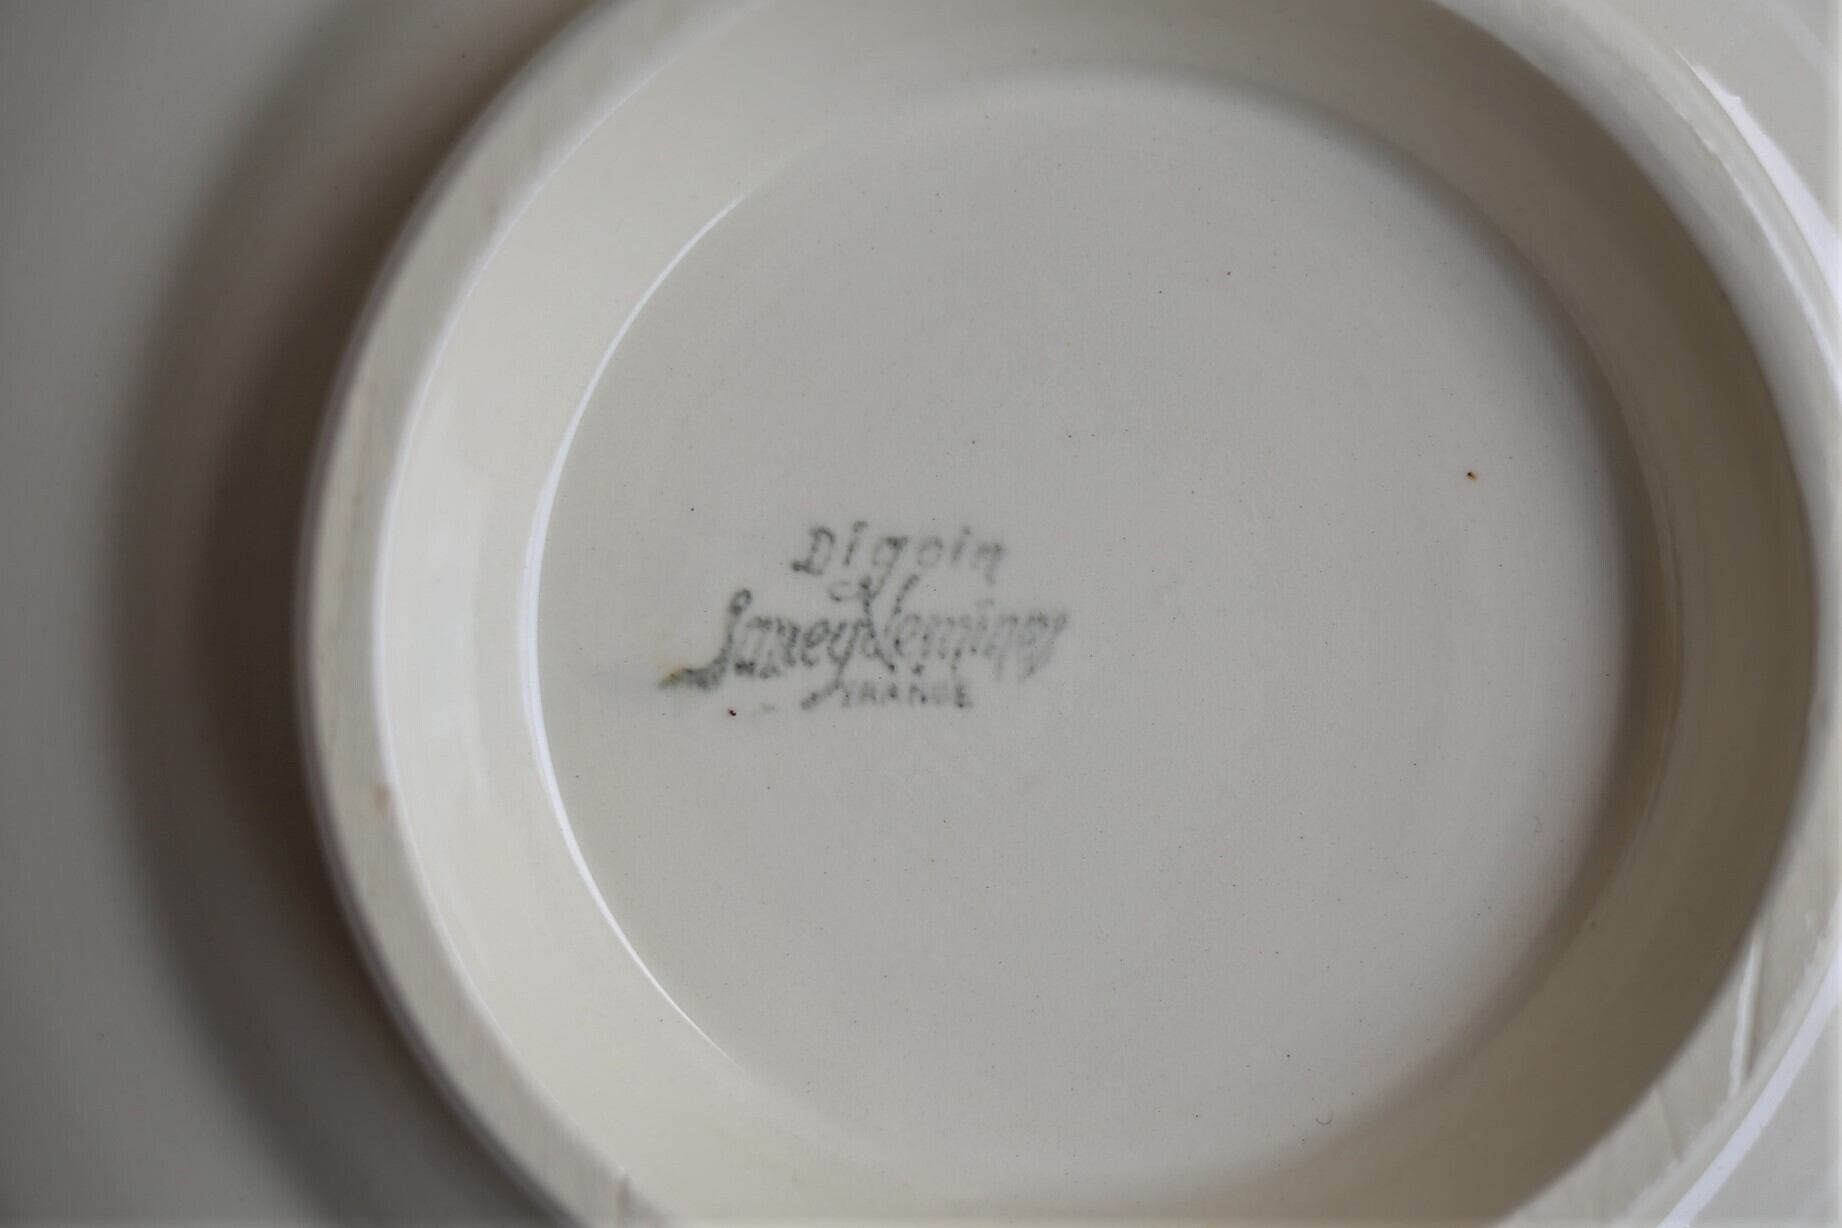 Digoin
&
Sarreguemines
FRANCE